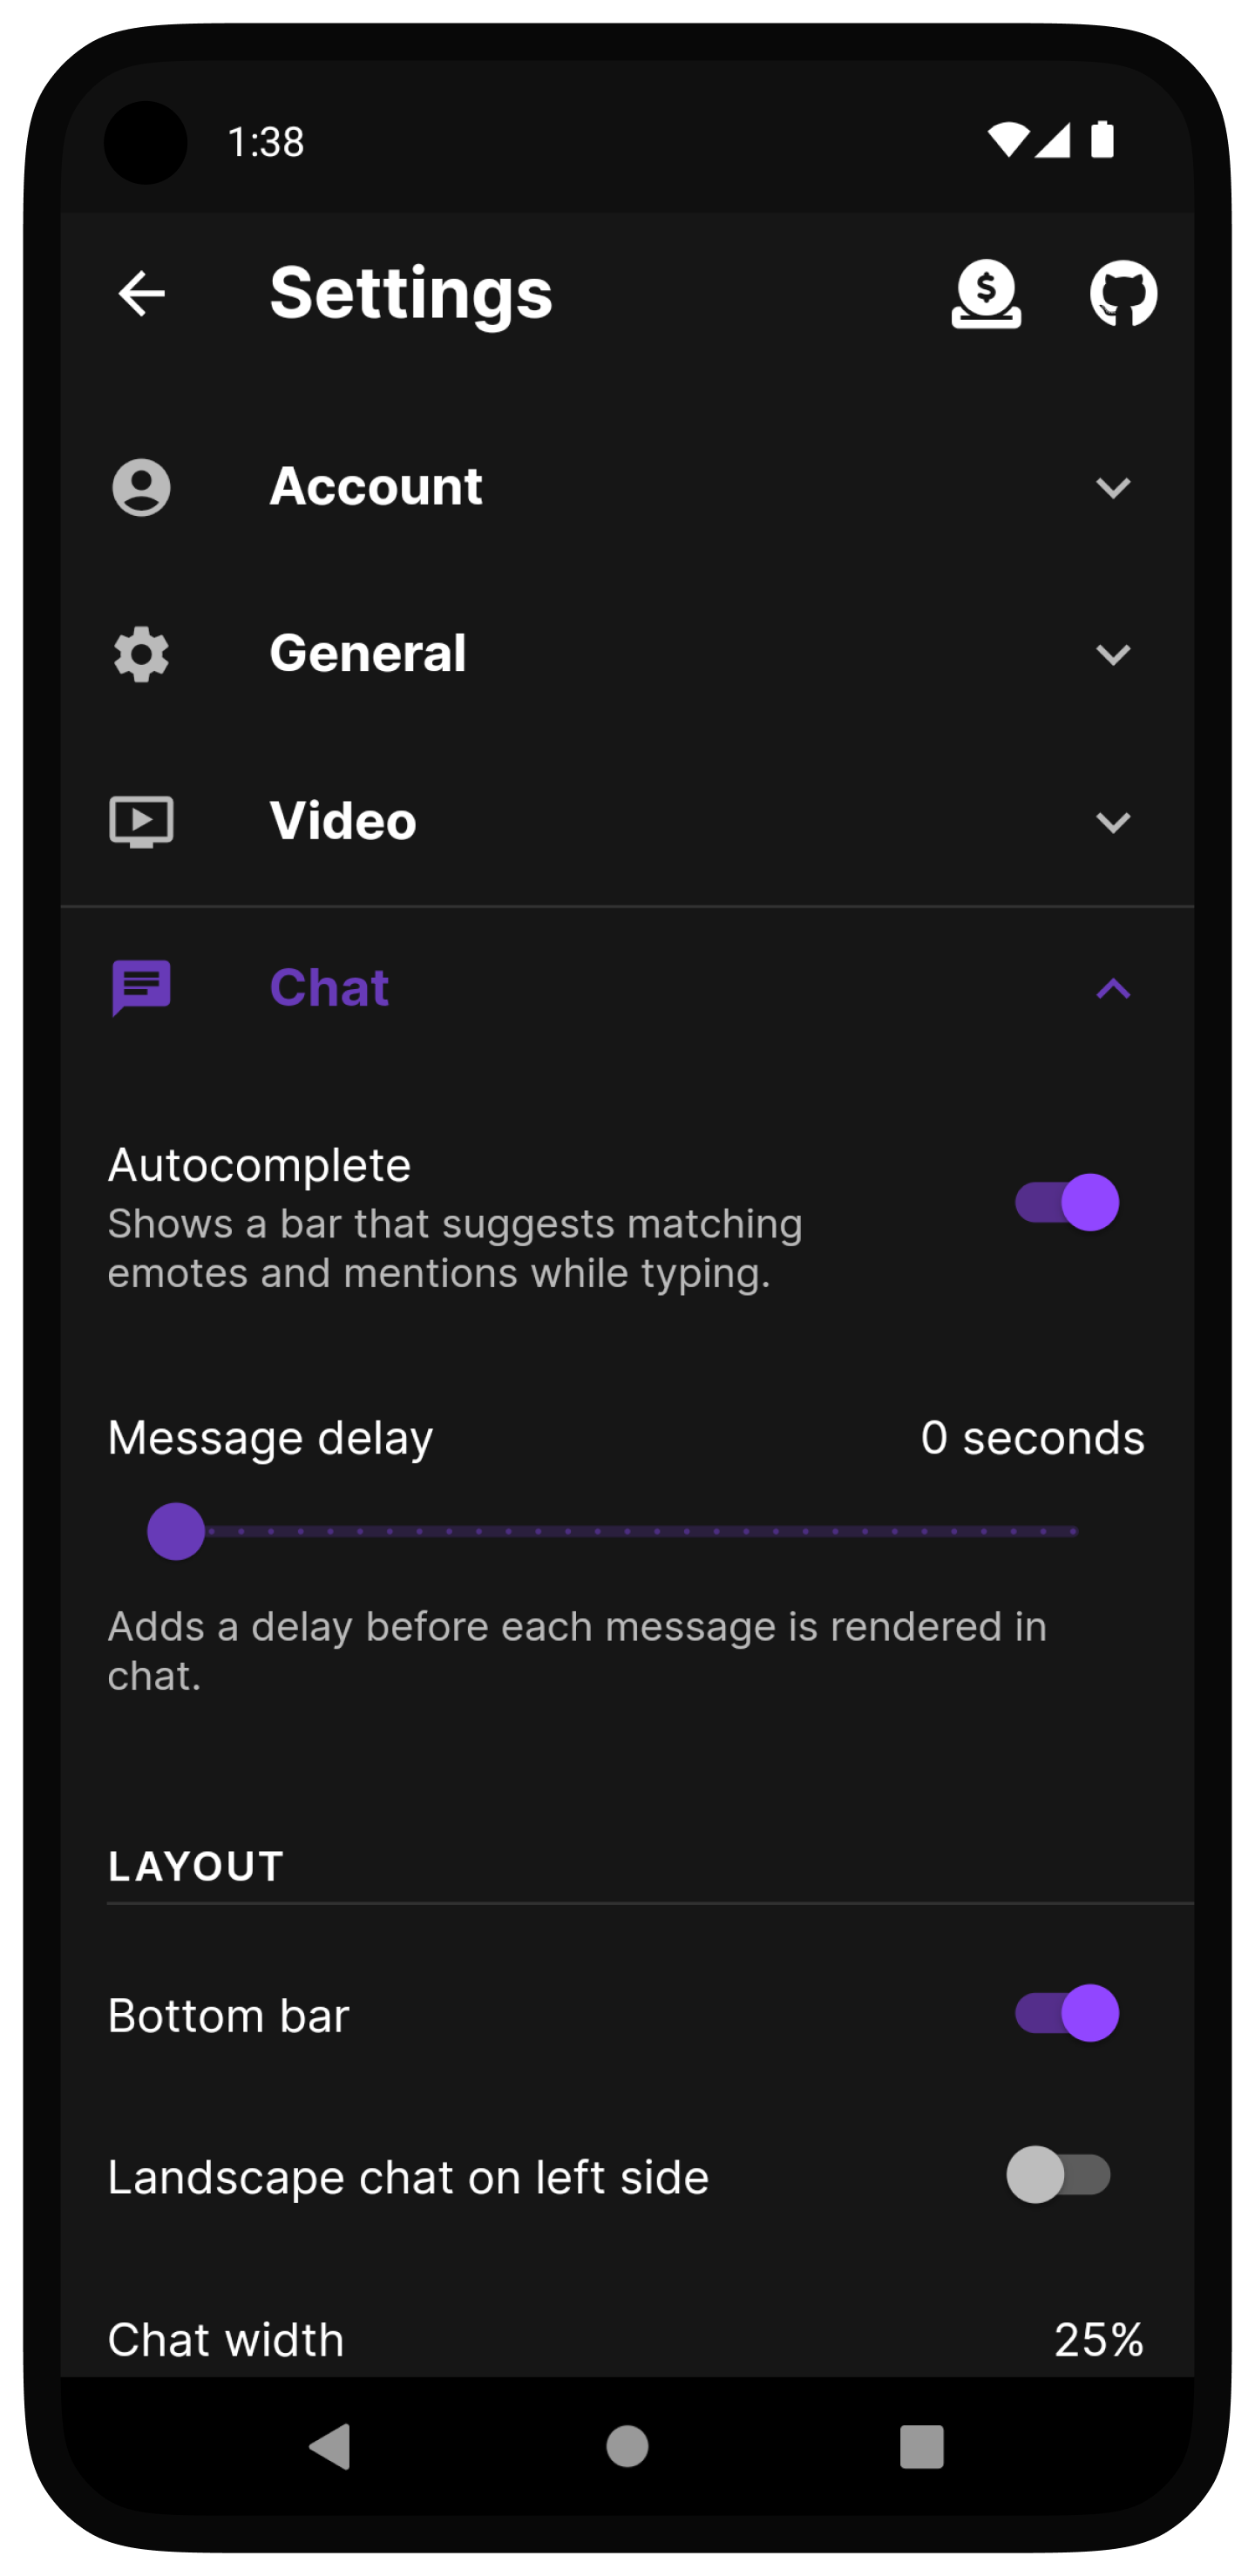 1:38
Settings
Account
General
Video
Chat
Autocomplete
Shows a bar that suggests matching
emotes and mentions while typing.
Message delay 0 seconds
Adds a delay before each message is rendered in
chat.
LAYOUT
Bottom bar
Landscape chat on left side
Chat width 25%